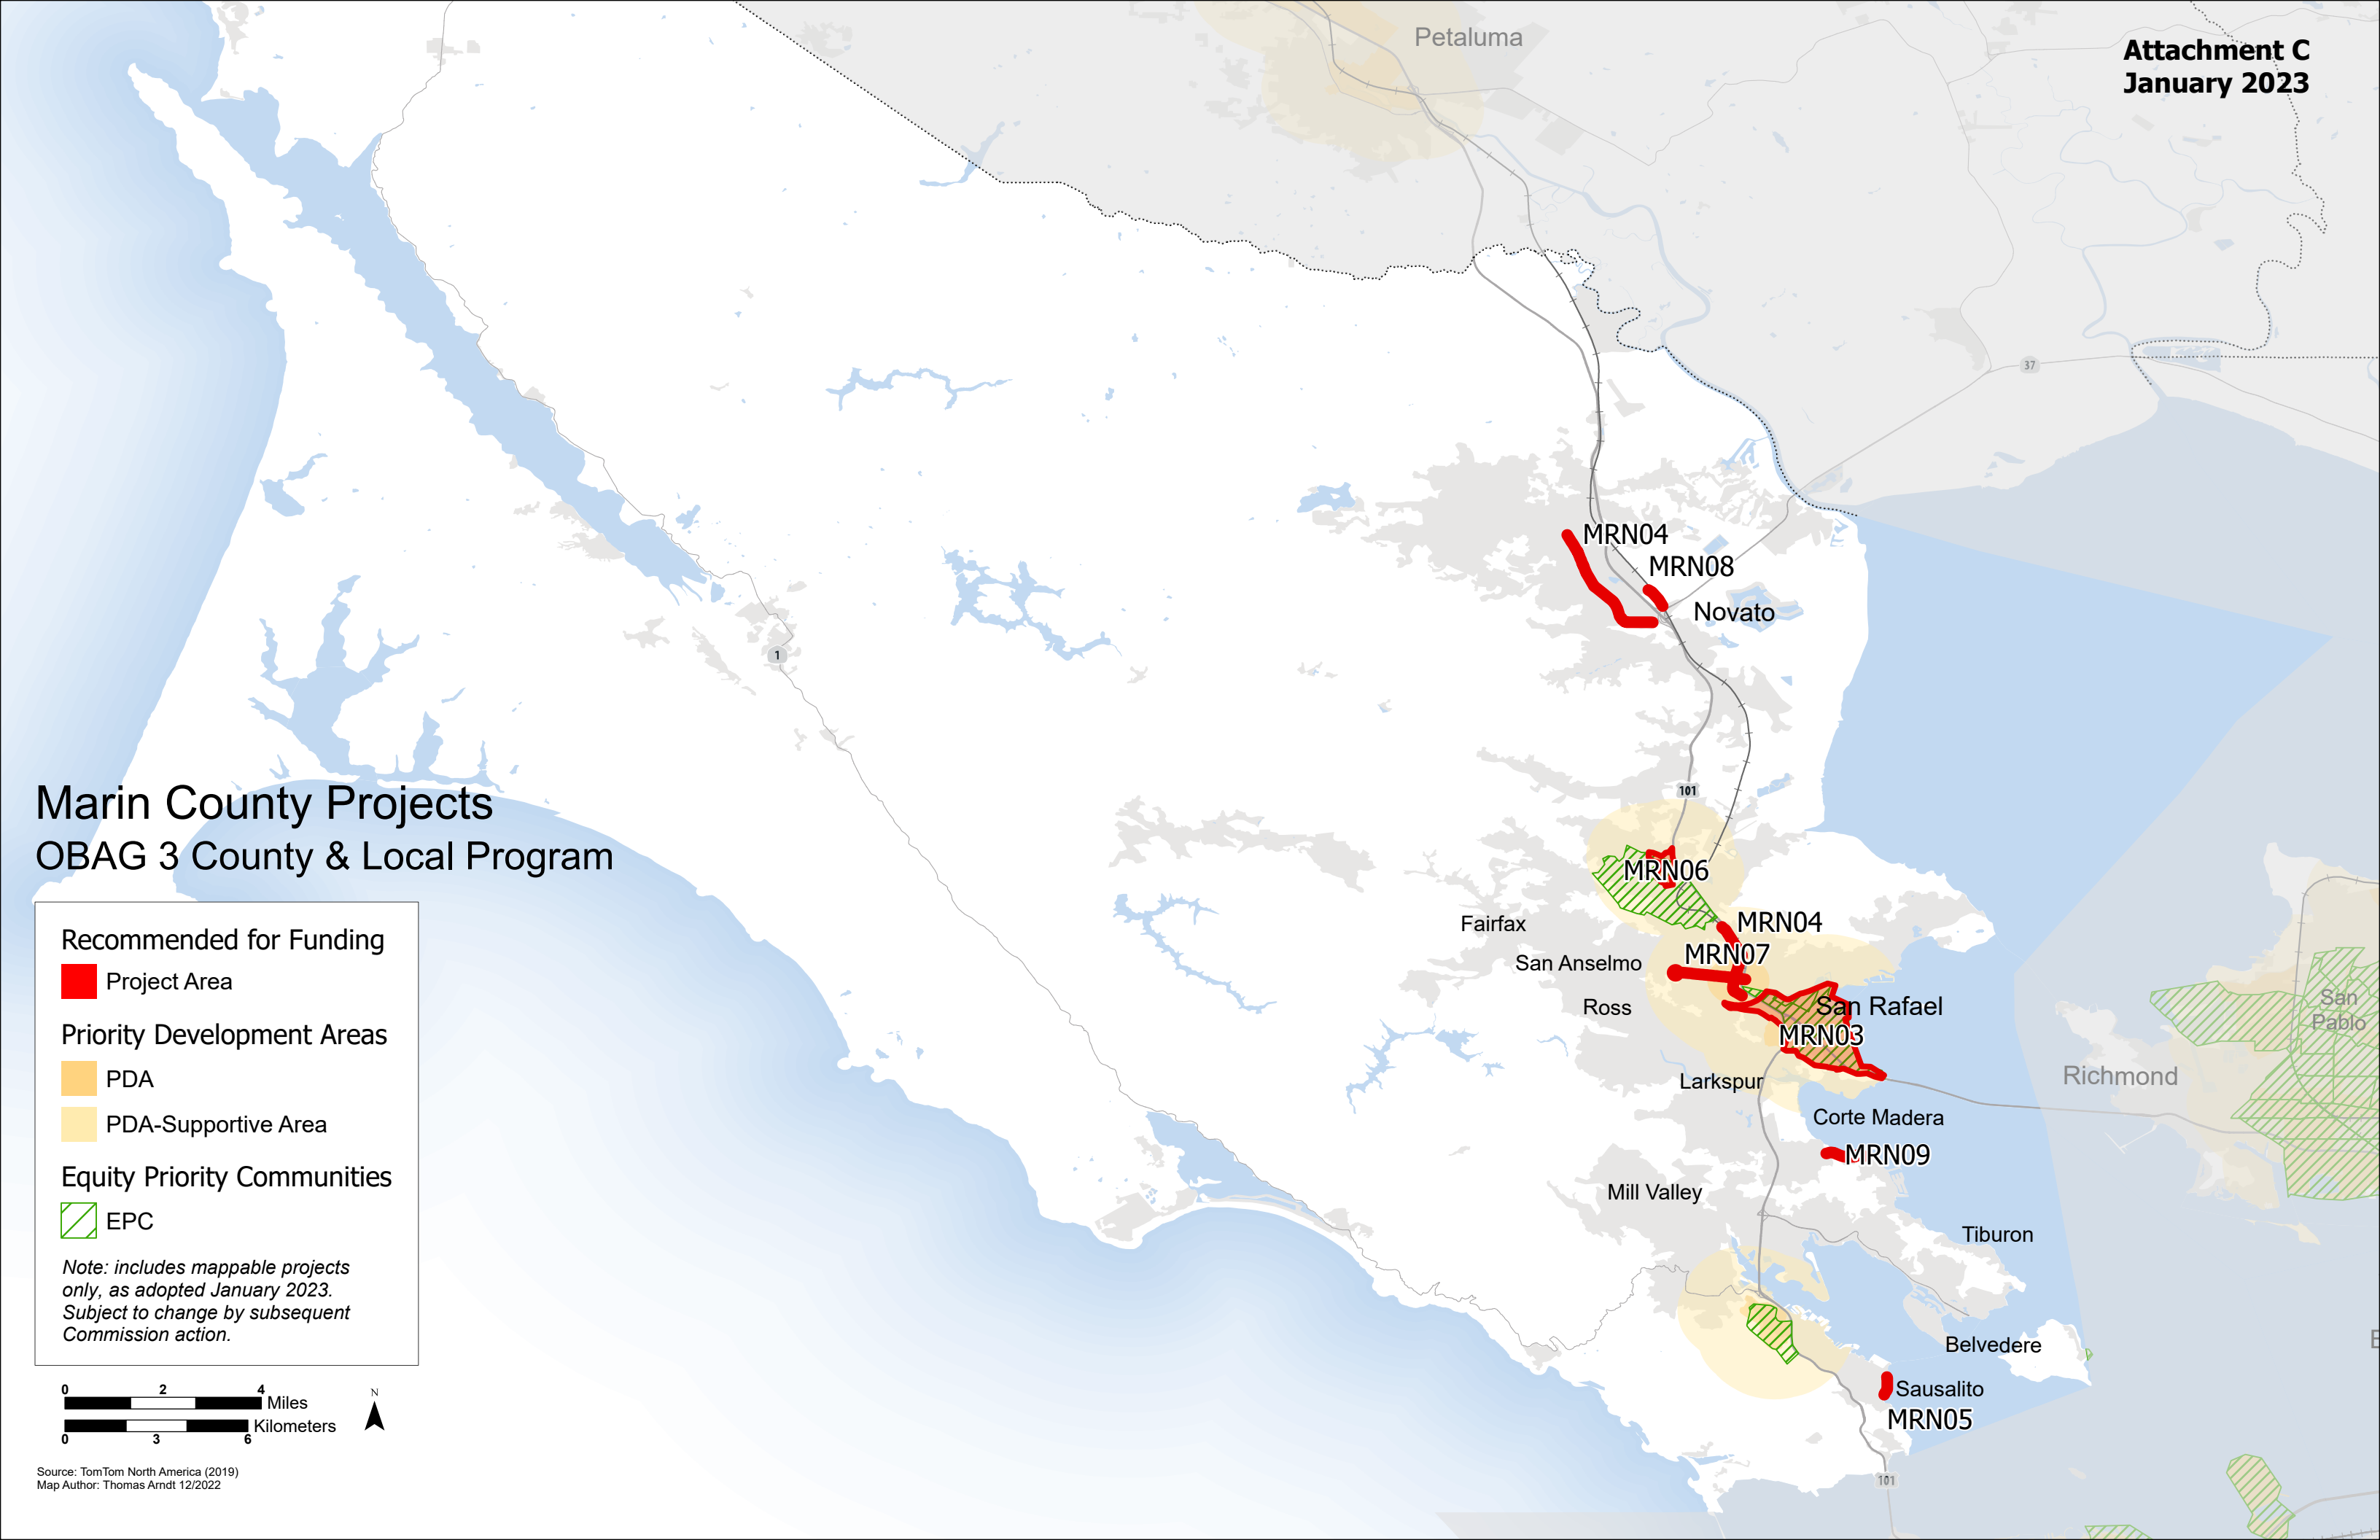 Petaluma
Attachment C
January 2023
37
MRN04
MRN08
Novato
1
101
Marin County Projects
OBAG 3 County & Local Program
MRN06
Fairfax
MRN04
MRN07
San Anselmo
Ross
San Rafael
MRN03
San
Pablo
Richmond
Larkspur
Corte Madera
MRN09
Mill Valley
Tiburon
Belvedere
Sausalito
MRN05
101
Recommended for Funding
Project Area
Priority Development Areas
PDA
PDA-Supportive Area
Equity Priority Communities
EPC
Note: includes mappable projects
only, as adopted January 2023.
Subject to change by subsequent
Commission action.
0 2 4
Miles
Kilometers
0 3 6
N
Source: TomTom North America (2019)
Map Author: Thomas Arndt 12/2022